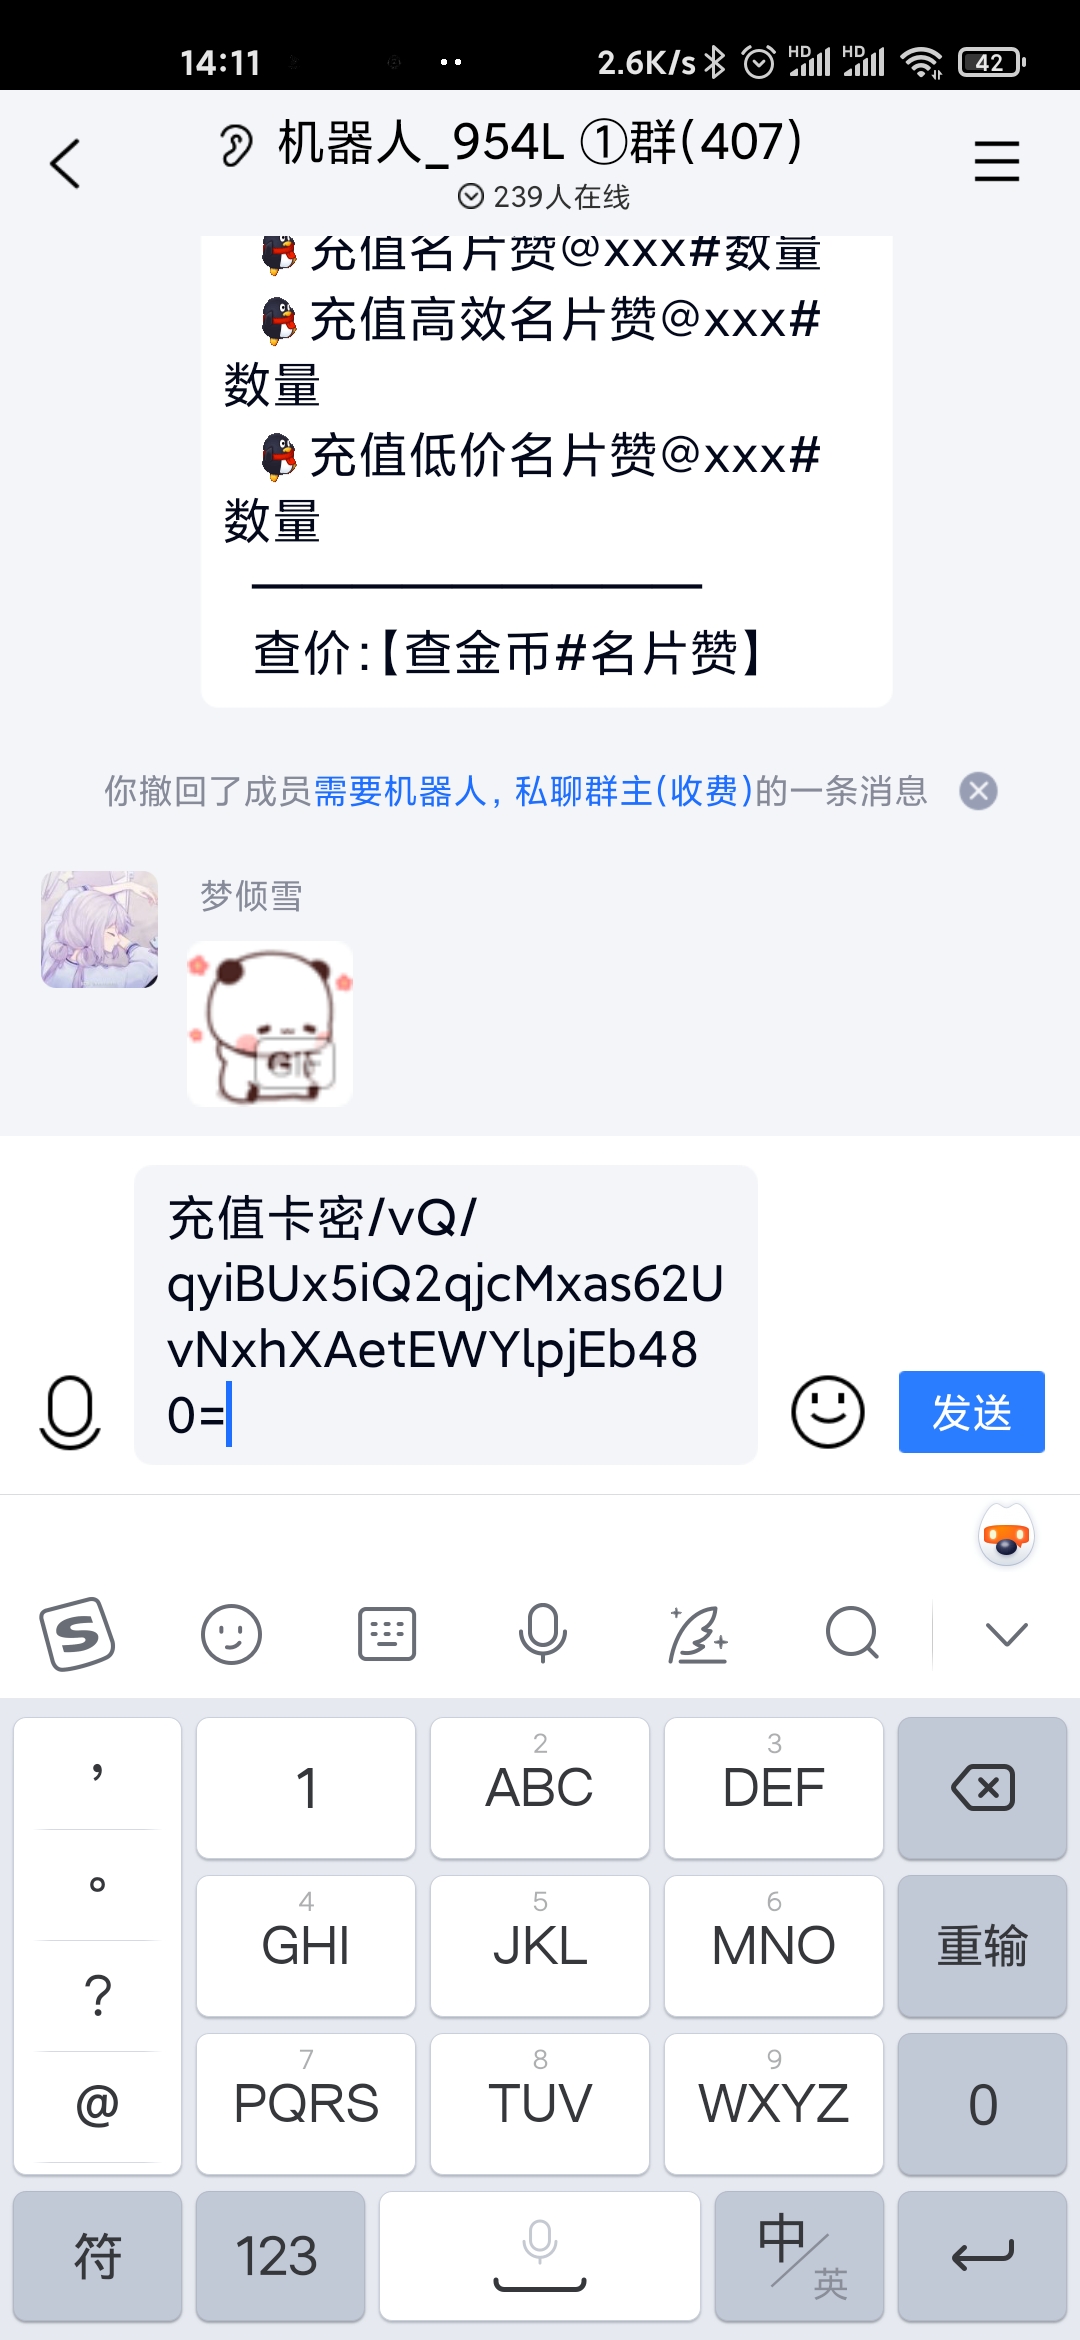 14:11
2.6K/s
HD
HD
42
机器人_954L ①群(407)
239人在线
充值名片赞@xxx#数量
充值高效名片赞@xxx#
数量
充值低价名片赞@xxx#
数量
查价:【查金币#名片赞】
你撤回了成员需要机器人，私聊群主(收费)的一条消息
梦倾雪
GIF
充值卡密/vQ/
qyiBUx5iQ2qjcMxas62U
vNxhXAetEWYlpjEb48
0=
发送
S
,
1
2
ABC
3
DEF
。
4
GHI
5
JKL
6
MNO
重输
?
7
PQRS
8
TUV
9
WXYZ
0
@
符
123
中/英